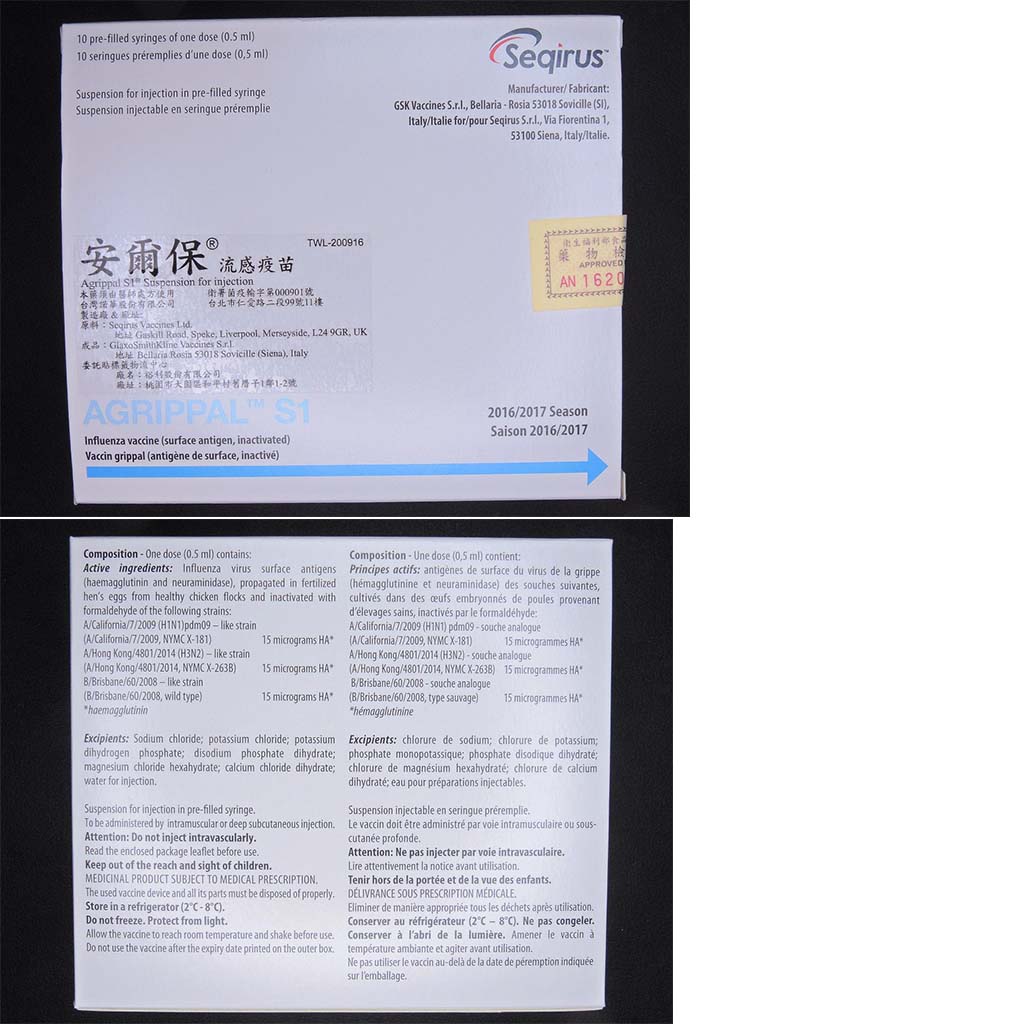 10 pre-filled syringes of one dose (0.5 ml)
10 seringues préremplies d'une dose (0,5 ml)
Suspension for injection in pre-filled syringe
Suspension injectable en seringue préremplie
Seqirus™
Manufacturer/ Fabricant:
GSK Vaccines S.r.l., Bellaria - Rosia 53018 Sovicille (SI),
Italy/Italie for/pour Seqirus S.r.l., Via Fiorentina 1,
53100 Siena, Italy/Italie.
衛生福利部食品
藥物檢
APPROVED
AN 1620
安爾保® 流感疫苗
TWL-200916
Agrippal S1® Suspension for injection
本藥須由醫師處方使用 衛署菌疫輸字第000901號
台灣諾華股份有限公司 台北市仁愛路二段99號11樓
製造廠 & 廠址:
原料：Seqirus Vaccines Ltd.
地址 Gaskill Road, Speke, Liverpool, Merseyside, L24 9GR, UK
成品：GlaxoSmithKline Vaccines S.r.l.
地址 Bellaria Rosia 53018 Sovicille (Siena), Italy
委託貼標籤物流中心
廠名：裕利股份有限公司
廠址：桃園市大園區和平村舊厝子1鄰1-2號
AGRIPPAL™ S1
Influenza vaccine (surface antigen, inactivated)
Vaccin grippal (antigène de surface, inactivé)
2016/2017 Season
Saison 2016/2017
Composition - One dose (0.5 ml) contains:
Active ingredients: Influenza virus surface antigens
(haemagglutinin and neuraminidase), propagated in fertilized
hen's eggs from healthy chicken flocks and inactivated with
formaldehyde of the following strains:
A/California/7/2009 (H1N1)pdm09 – like strain
(A/California/7/2009, NYMC X-181) 15 micrograms HA*
A/Hong Kong/4801/2014 (H3N2) – like strain
(A/Hong Kong/4801/2014, NYMC X-263B) 15 micrograms HA*
B/Brisbane/60/2008 – like strain
(B/Brisbane/60/2008, wild type) 15 micrograms HA*
*haemagglutinin
Excipients: Sodium chloride; potassium chloride; potassium
dihydrogen phosphate; disodium phosphate dihydrate;
magnesium chloride hexahydrate; calcium chloride dihydrate;
water for injection.
Suspension for injection in pre-filled syringe.
To be administered by intramuscular or deep subcutaneous injection.
Attention: Do not inject intravascularly.
Read the enclosed package leaflet before use.
Keep out of the reach and sight of children.
MEDICINAL PRODUCT SUBJECT TO MEDICAL PRESCRIPTION.
The used vaccine device and all its parts must be disposed of properly.
Store in a refrigerator (2°C - 8°C).
Do not freeze. Protect from light.
Allow the vaccine to reach room temperature and shake before use.
Do not use the vaccine after the expiry date printed on the outer box.
Composition - Une dose (0,5 ml) contient:
Principes actifs: antigènes de surface du virus de la grippe
(hémagglutinine et neuraminidase) des souches suivantes,
cultivés dans des œufs embryonnés de poules provenant
d'élevages sains, inactivés par le formaldéhyde:
A/California/7/2009 (H1N1) pdm09 - souche analogue
(A/California/7/2009, NYMC X-181) 15 microgrammes HA*
A/Hong Kong/4801/2014 (H3N2) - souche analogue
(A/Hong Kong/4801/2014, NYMC X-263B) 15 microgrammes HA*
B/Brisbane/60/2008 - souche analogue
(B/Brisbane/60/2008, type sauvage) 15 microgrammes HA*
*hémagglutinine
Excipients: chlorure de sodium; chlorure de potassium;
phosphate monopotassique; phosphate disodique dihydraté;
chlorure de magnésium hexahydraté; chlorure de calcium
dihydraté; eau pour préparations injectables.
Suspension injectable en seringue préremplie.
Le vaccin doit être administré par voie intramusculaire ou sous-
cutanée profonde.
Attention: Ne pas injecter par voie intravasculaire.
Lire attentivement la notice avant utilisation.
Tenir hors de la portée et de la vue des enfants.
DÉLIVRANCE SOUS PRESCRIPTION MÉDICALE.
Eliminer de manière appropriée tous les déchets après utilisation.
Conserver au réfrigérateur (2°C – 8°C). Ne pas congeler.
Conserver à l'abri de la lumière. Amener le vaccin à
température ambiante et agiter avant utilisation.
Ne pas utiliser le vaccin au-delà de la date de péremption indiquée
sur l'emballage.